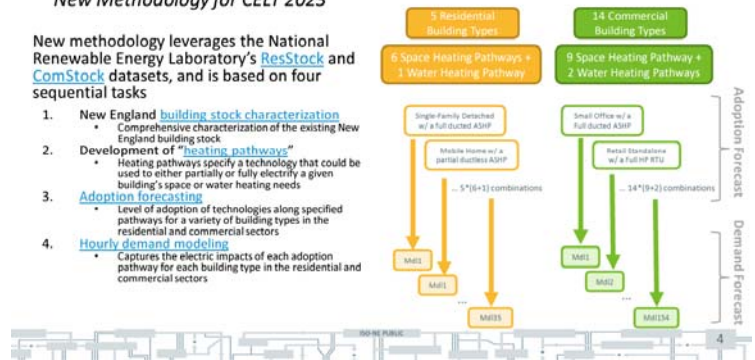 New Methodology for CELT 2023
New methodology leverages the National
Renewable Energy Laboratory's ResStock and
ComStock datasets, and is based on four
sequential tasks
1. New England building stock characterization
• Comprehensive characterization of the existing New
England building stock
2. Development of "heating pathways"
• Heating pathways specify a technology that could be
used to either partially or fully electrify a given
building's space or water heating needs
3. Adoption forecasting
• Level of adoption of technologies along specified
pathways for a variety of building types in the
residential and commercial sectors
4. Hourly demand modeling
• Captures the electric impacts of each adoption
pathway for each building type in the residential and
commercial sectors
5 Residential
Building Types
6 Space Heating Pathways +
1 Water Heating Pathway
Single-Family Detached
w/ a full ducted ASHP
Mobile Home w/ a
partial ductless ASHP
... 5*(6+1) combinations
Mdl1
Mdl1
...
Mdl35
14 Commercial
Building Types
9 Space Heating Pathway +
2 Water Heating Pathways
Small Office w/ a
Full ducted ASHP
Retail Standalone
w/ a Full HP RTU
... 14*(9+2) combinations
Mdl1
Mdl2
...
Mdl154
Adoption Forecast
Demand Forecast
ISO-NE PUBLIC
4